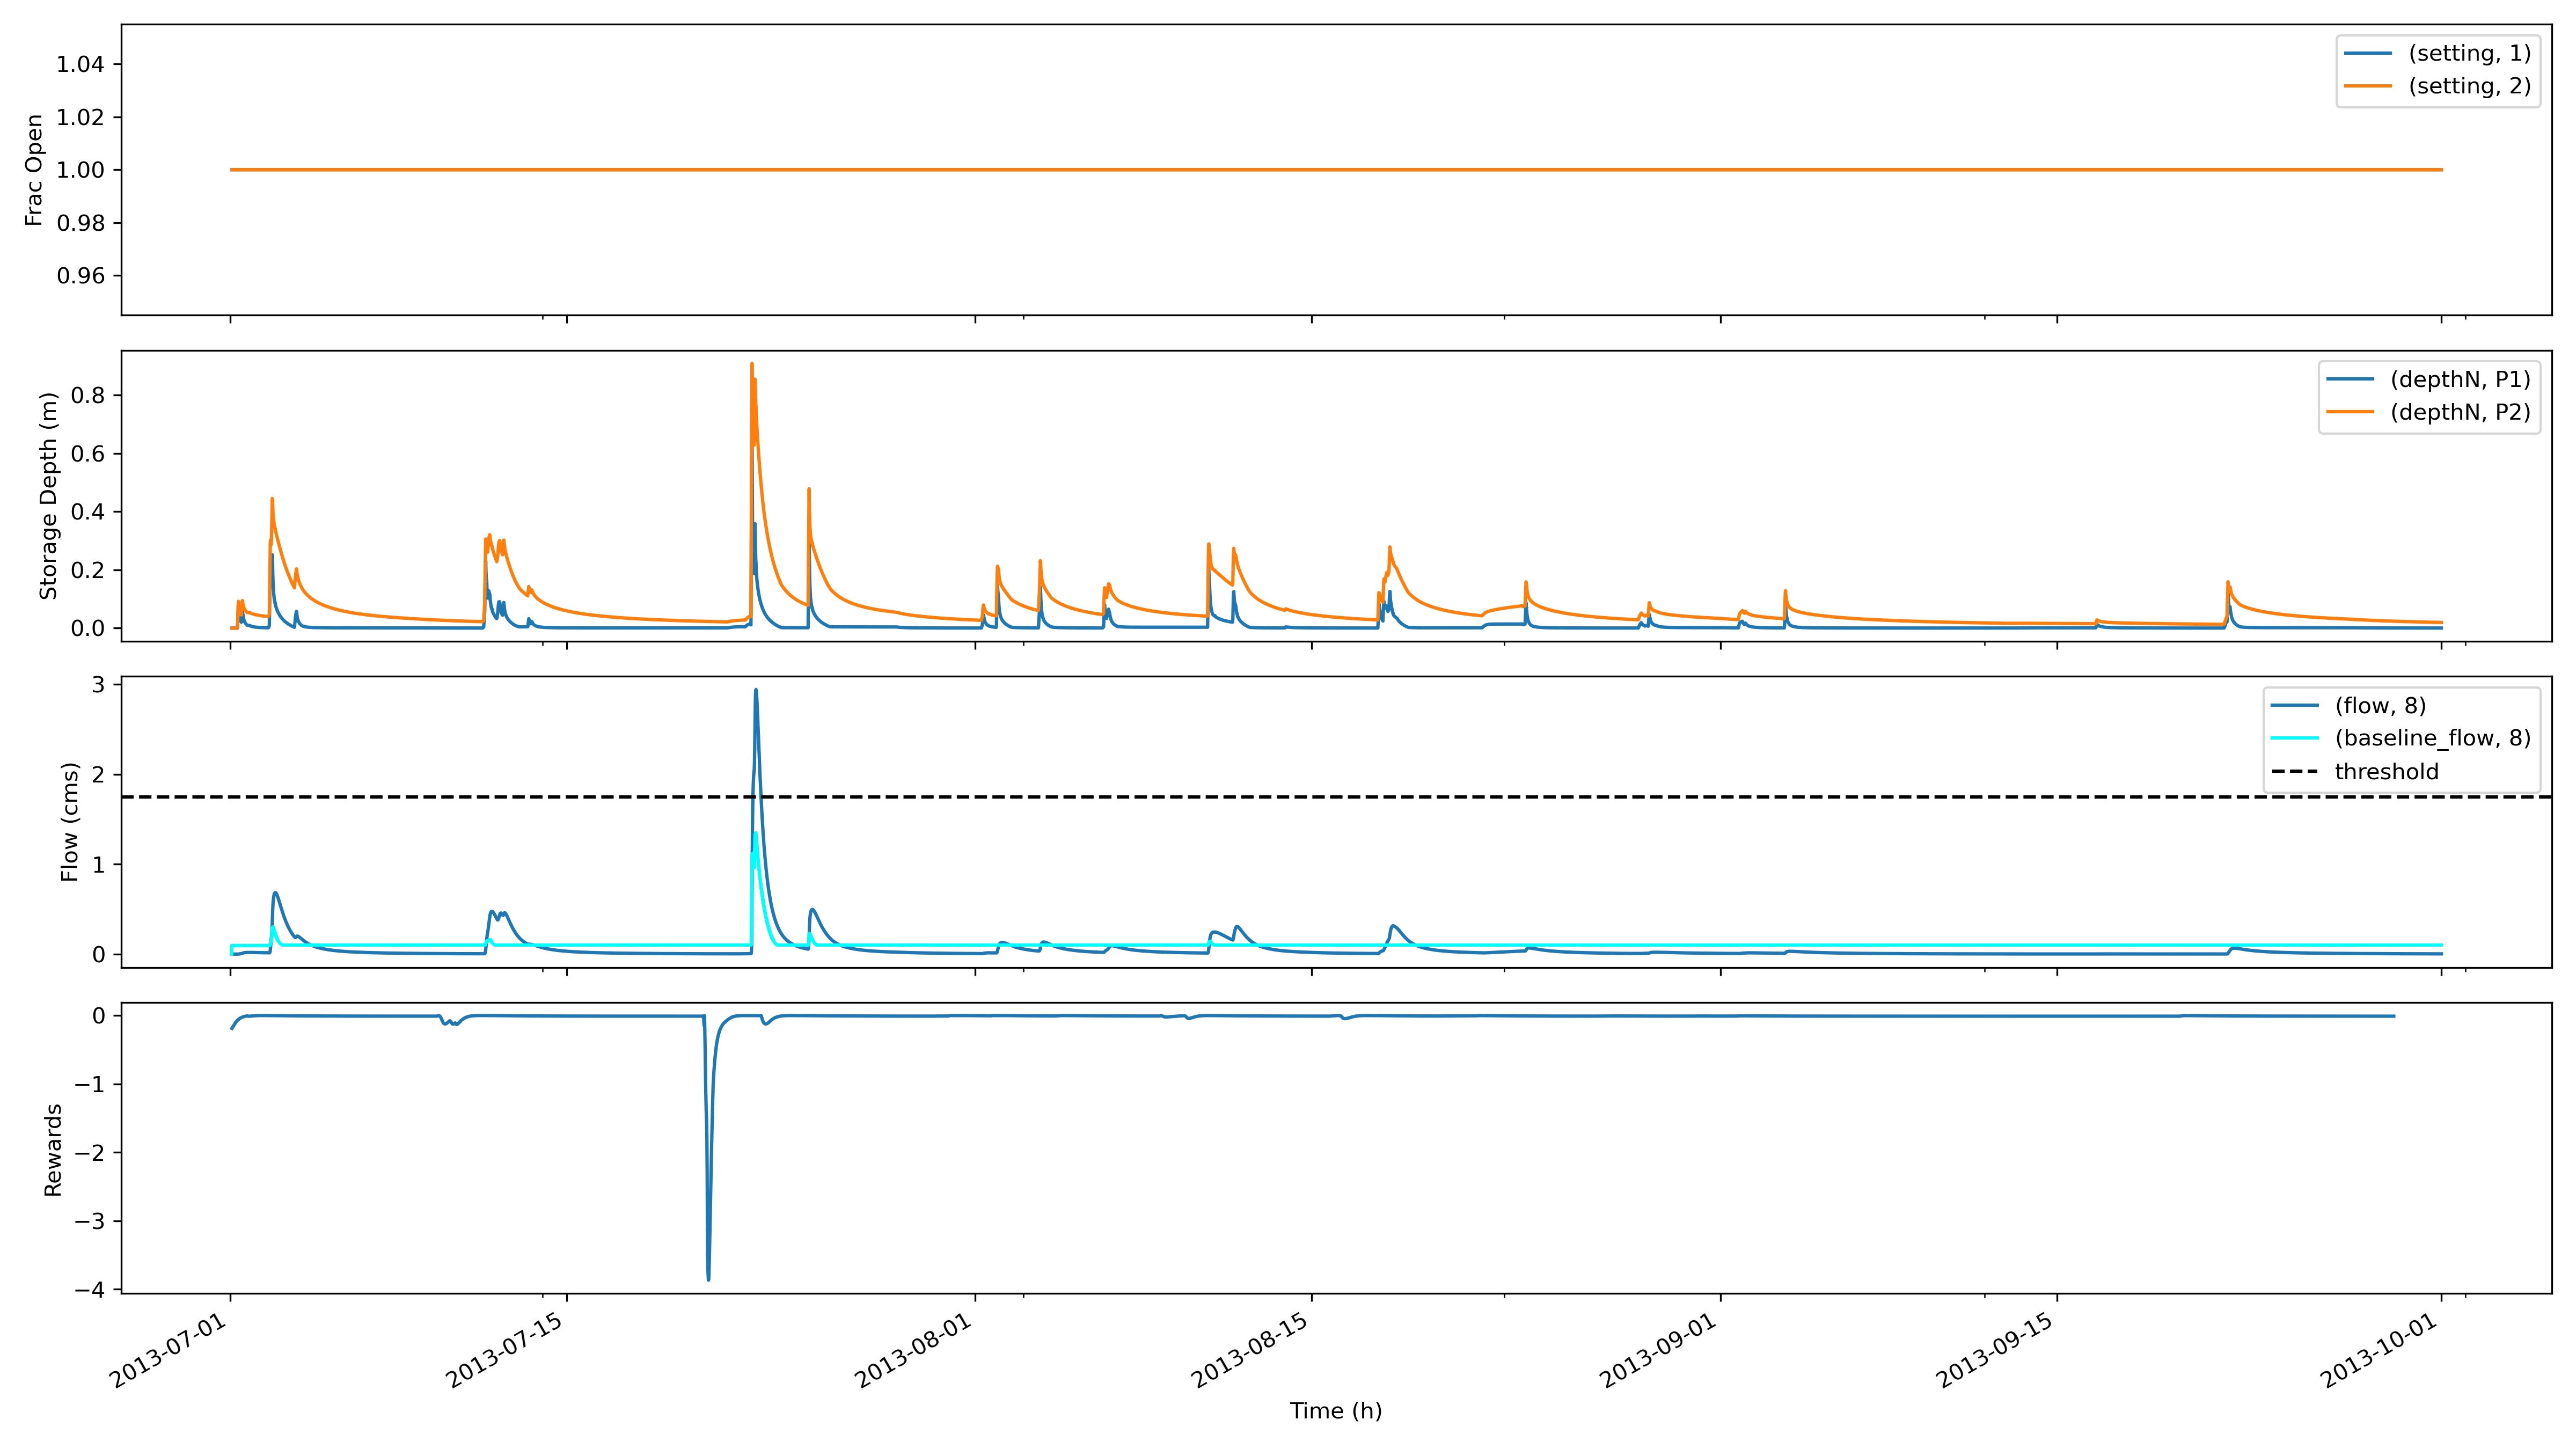 1.04
1.02
1.00
0.98
0.96
Frac Open
(setting, 1)
(setting, 2)
0.8
0.6
0.4
0.2
0.0
Storage Depth (m)
(depthN, P1)
(depthN, P2)
3
2
1
0
Flow (cms)
(flow, 8)
(baseline_flow, 8)
threshold
0
−1
−2
−3
−4
Rewards
2013-07-01
2013-07-15
2013-08-01
2013-08-15
2013-09-01
2013-09-15
2013-10-01
Time (h)